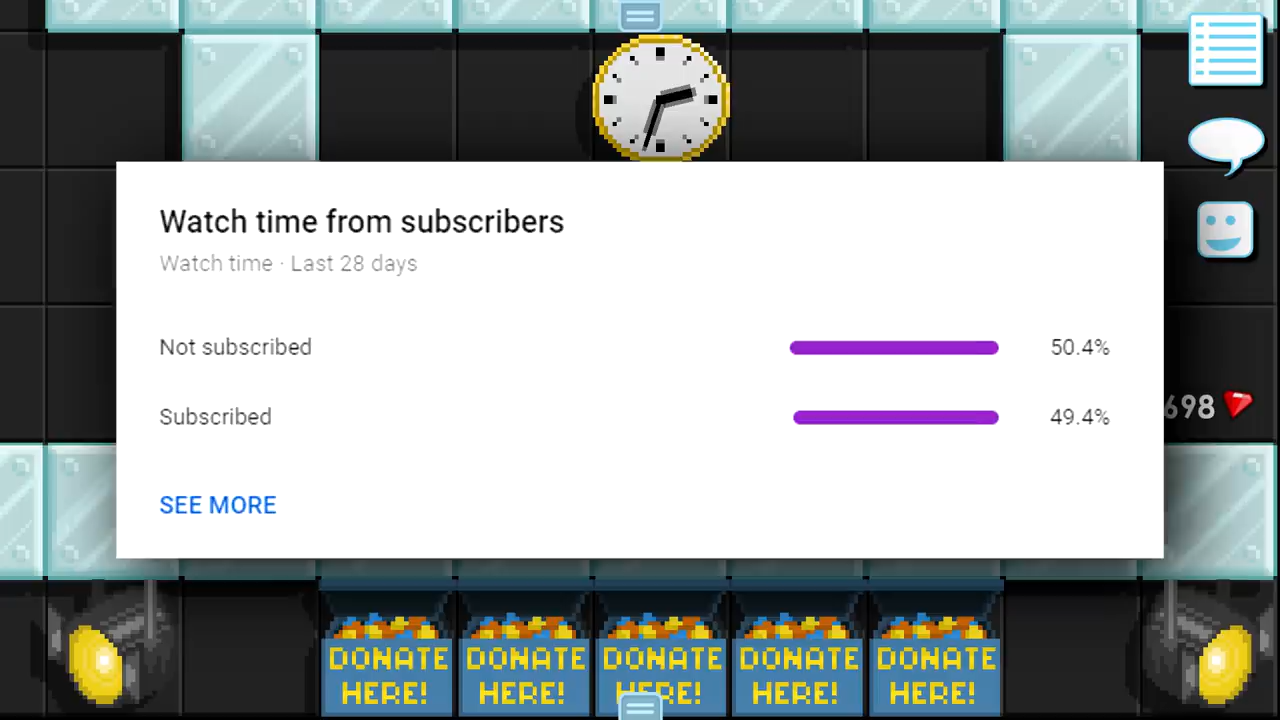 Watch time from subscribers
Watch time · Last 28 days
Not subscribed 50.4%
Subscribed 49.4%
698
SEE MORE
DONATE HERE!
DONATE HERE!
DONATE HERE!
DONATE HERE!
DONATE HERE!